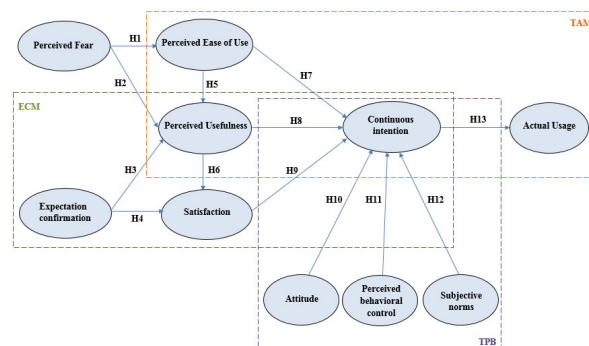 TAM
Perceived Fear
H1
Perceived Ease of Use
H2
H5
H7
ECM
Perceived Usefulness
H8
Continuous
intention
H13
Actual Usage
H3
H6
H9
Expectation
confirmation
H4
Satisfaction
H10
H11
H12
Attitude
Perceived
behavioral
control
Subjective
norms
TPB